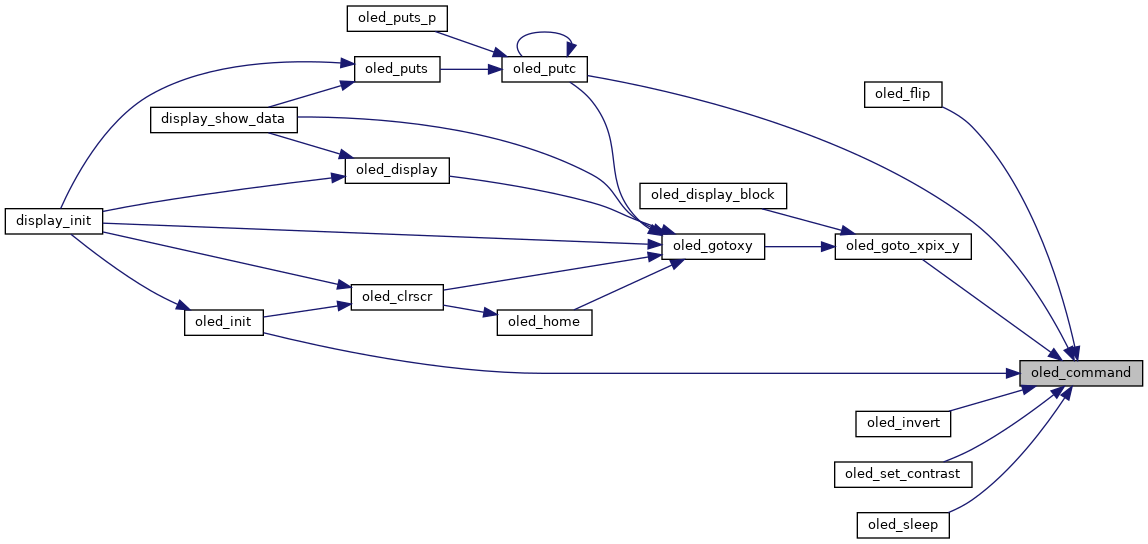 oled_puts_p
oled_puts
oled_putc
oled_flip
display_show_data
oled_display
oled_display_block
display_init
oled_gotoxy
oled_goto_xpix_y
oled_clrscr
oled_init
oled_home
oled_command
oled_invert
oled_set_contrast
oled_sleep